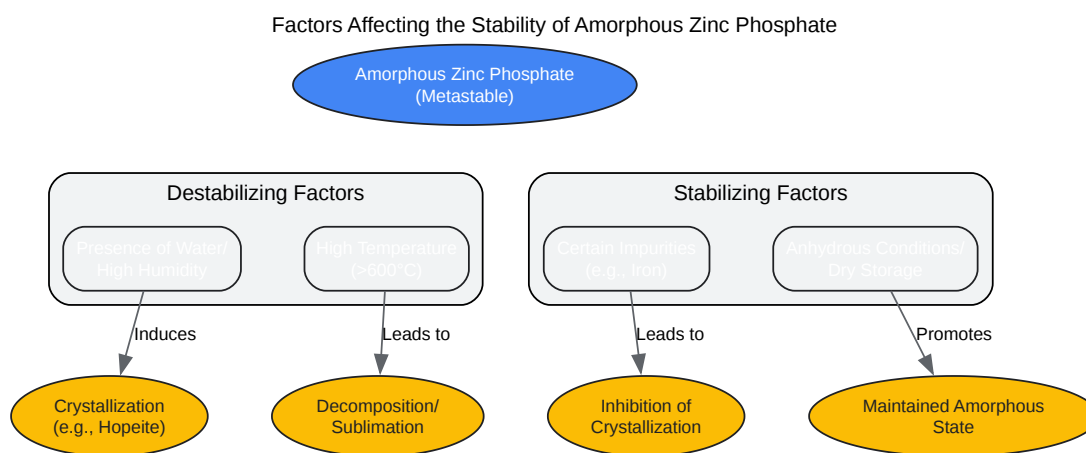 Factors Affecting the Stability of Amorphous Zinc Phosphate
Amorphous Zinc Phosphate
(Metastable)
Destabilizing Factors
Stabilizing Factors
Presence of Water/
High Humidity
High Temperature
(>600°C)
Certain Impurities
(e.g., Iron)
Anhydrous Conditions/
Dry Storage
Induces
Leads to
Leads to
Promotes
Crystallization
(e.g., Hopeite)
Decomposition/
Sublimation
Inhibition of
Crystallization
Maintained Amorphous
State